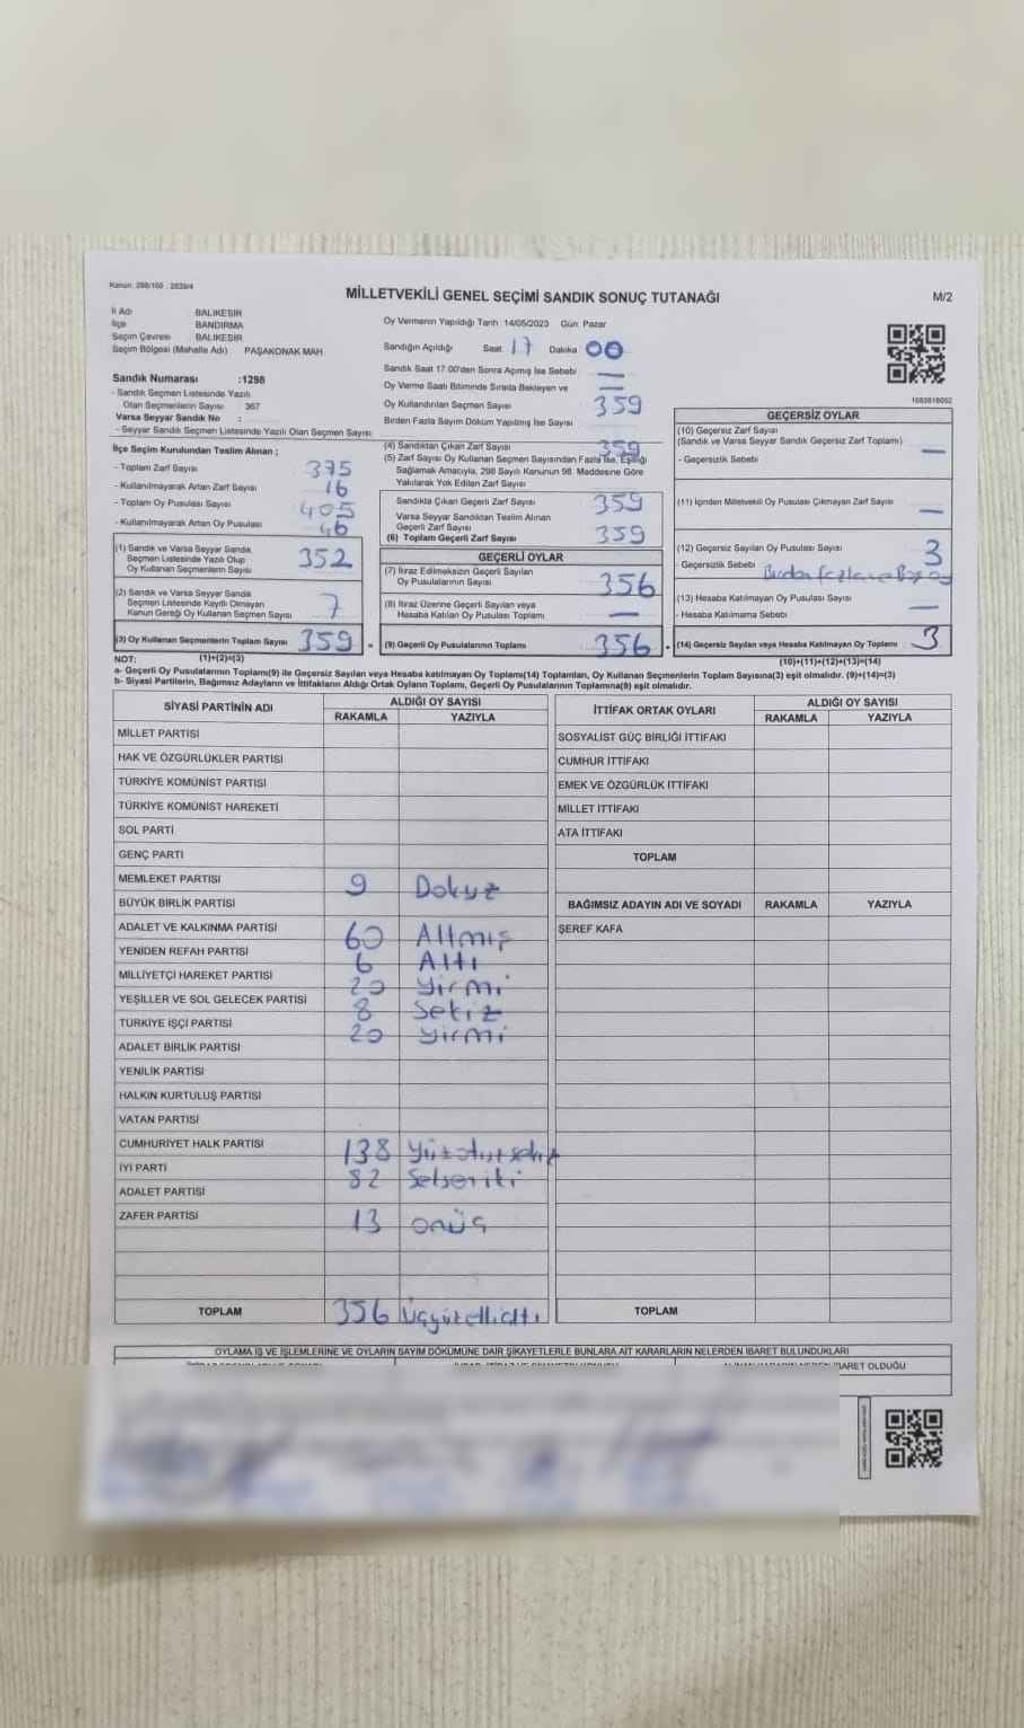 Kanun: 298/105 : 2839/4
MİLLETVEKİLİ GENEL SEÇİMİ SANDIK SONUÇ TUTANAĞI
M/2
İl Adı BALIKESİR
İlçe BANDIRMA
Seçim Çevresi BALIKESİR
Seçim Bölgesi (Mahalle Adı) PAŞAKONAK MAH
Sandık Numarası :1298
- Sandık Seçmen Listesinde Yazılı
Olan Seçmenlerin Sayısı 367
Varsa Seyyar Sandık No :
- Seyyar Sandık Seçmen Listesinde Yazılı Olan Seçmen Sayısı
İlçe Seçim Kurulundan Teslim Alınan ;
- Toplam Zarf Sayısı 375
- Kullanılmayarak Artan Zarf Sayısı 16
- Toplam Oy Pusulası Sayısı 405
- Kullanılmayarak Artan Oy Pusulası 46
(1) Sandık ve Varsa Seyyar Sandık
Seçmen Listesinde Yazılı Olup
Oy Kullanan Seçmenlerin Sayısı 352
(2) Sandık ve Varsa Seyyar Sandık
Seçmen Listesinde Kayıtlı Olmayan
Kanun Gereği Oy Kullanan Seçmen Sayısı 7
(3) Oy Kullanan Seçmenlerin Toplam Sayısı 359 =
(1)+(2)=(3)
Oy Vermenin Yapıldığı Tarih 14/05/2023 Gün Pazar
Sandığın Açıldığı Saat 17 Dakika 00
Sandık Saat 17.00'den Sonra Açımış İse Sebebi —
Oy Verme Saati Bitiminde Sırada Bekleyen ve —
Oy Kullandırılan Seçmen Sayısı 359
Birden Fazla Sayım Döküm Yapılmış İse Sayısı
(4) Sandıktan Çıkan Zarf Sayısı 359
(5) Zarf Sayısı Oy Kullanan Seçmen Sayısından Fazla İse, Eşitliği
Sağlamak Amacıyla, 298 Sayılı Kanunun 98. Maddesine Göre
Yakılarak Yok Edilen Zarf Sayısı
Sandıkta Çıkan Geçerli Zarf Sayısı 359
Varsa Seyyar Sandıktan Teslim Alınan
Geçerli Zarf Sayısı
(6) Toplam Geçerli Zarf Sayısı 359
GEÇERLİ OYLAR
(7) İtiraz Edilmeksizin Geçerli Sayılan
Oy Pusulalarının Sayısı 356
(8) İtiraz Üzerine Geçerli Sayılan veya
Hesaba Katılan Oy Pusulası Toplamı —
(9) Geçerli Oy Pusulalarının Toplamı 356 +
1083818002
GEÇERSİZ OYLAR
(10) Geçersiz Zarf Sayısı
(Sandık ve Varsa Seyyar Sandık Geçersiz Zarf Toplamı) —
- Geçersizlik Sebebi
(11) İçinden Milletvekili Oy Pusulası Çıkmayan Zarf Sayısı —
(12) Geçersiz Sayılan Oy Pusulası Sayısı 3
- Geçersizlik Sebebi
(13) Hesaba Katılmayan Oy Pusulası Sayısı —
- Hesaba Katılmama Sebebi
(14) Geçersiz Sayılan veya Hesaba Katılmayan Oy Toplamı 3
(10)+(11)+(12)+(13)=(14)
NOT:
a- Geçerli Oy Pusulalarının Toplamı(9) ile Geçersiz Sayılan veya Hesaba katılmayan Oy Toplamı(14) Toplamları, Oy Kullanan Seçmenlerin Toplam Sayısına(3) eşit olmalıdır. (9)+(14)=(3)
b- Siyasi Partilerin, Bağımsız Adayların ve İttifakların Aldığı Ortak Oyların Toplamı, Geçerli Oy Pusulalarının Toplamına(9) eşit olmalıdır.
SİYASİ PARTİNİN ADI ALDIĞI OY SAYISI
RAKAMLA YAZIYLA
MİLLET PARTİSİ
HAK VE ÖZGÜRLÜKLER PARTİSİ
TÜRKİYE KOMÜNİST PARTİSİ
TÜRKİYE KOMÜNİST HAREKETİ
SOL PARTİ
GENÇ PARTİ
MEMLEKET PARTİSİ 9 Dokuz
BÜYÜK BİRLİK PARTİSİ
ADALET VE KALKINMA PARTİSİ 60 Altmış
YENİDEN REFAH PARTİSİ 6 Altı
MİLLİYETÇİ HAREKET PARTİSİ 20 Yirmi
YEŞİLLER VE SOL GELECEK PARTİSİ 8 Sekiz
TÜRKİYE İŞÇİ PARTİSİ 20 Yirmi
ADALET BİRLİK PARTİSİ
YENİLİK PARTİSİ
HALKIN KURTULUŞ PARTİSİ
VATAN PARTİSİ
CUMHURİYET HALK PARTİSİ 138
İYİ PARTİ 82 Sekseniki
ADALET PARTİSİ
ZAFER PARTİSİ 13 onüç
TOPLAM 356 Üçyüzellialtı
İTTİFAK ORTAK OYLARI ALDIĞI OY SAYISI
RAKAMLA YAZIYLA
SOSYALİST GÜÇ BİRLİĞİ İTTİFAKI
CUMHUR İTTİFAKI
EMEK VE ÖZGÜRLÜK İTTİFAKI
MİLLET İTTİFAKI
ATA İTTİFAKI
TOPLAM
BAĞIMSIZ ADAYIN ADI VE SOYADI RAKAMLA YAZIYLA
ŞEREF KAFA
TOPLAM
OYLAMA İŞ VE İŞLEMLERİNE VE OYLARIN SAYIM DÖKÜMÜNE DAİR ŞİKAYETLERLE BUNLARA AİT KARARLARIN NELERDEN İBARET BULUNDUKLARI
İBARET OLDUĞU